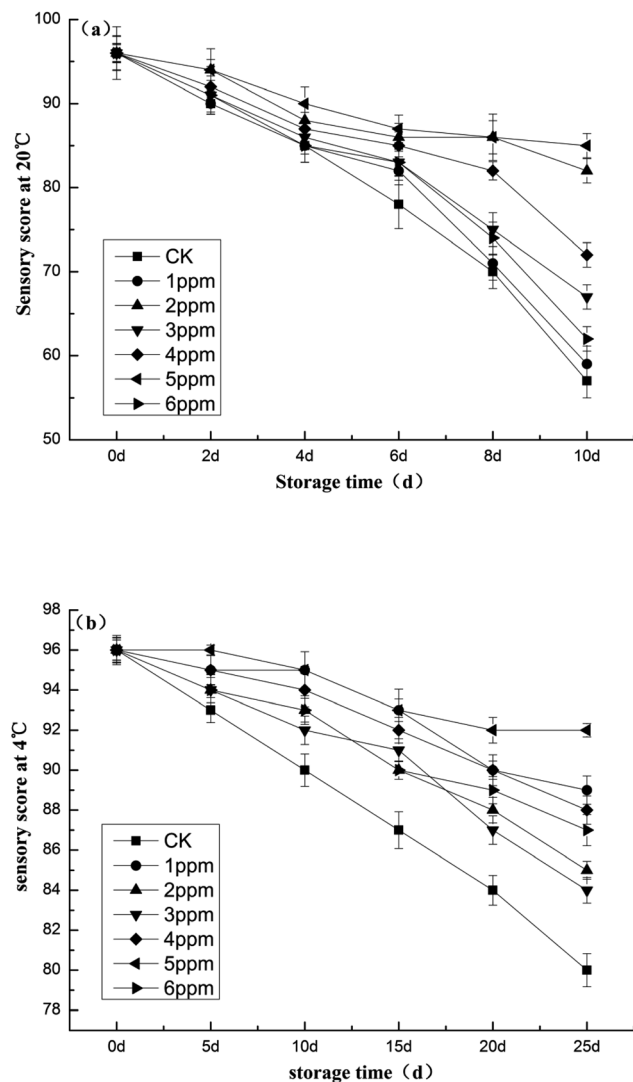 (a)
100
90
80
70
60
50
Sensory score at 20℃
CK
1ppm
2ppm
3ppm
4ppm
5ppm
6ppm
0d 2d 4d 6d 8d 10d
Storage time（d）
(b)
98
96
94
92
90
88
86
84
82
80
78
sensory score at 4℃
CK
1ppm
2ppm
3ppm
4ppm
5ppm
6ppm
0d 5d 10d 15d 20d 25d
storage time（d）